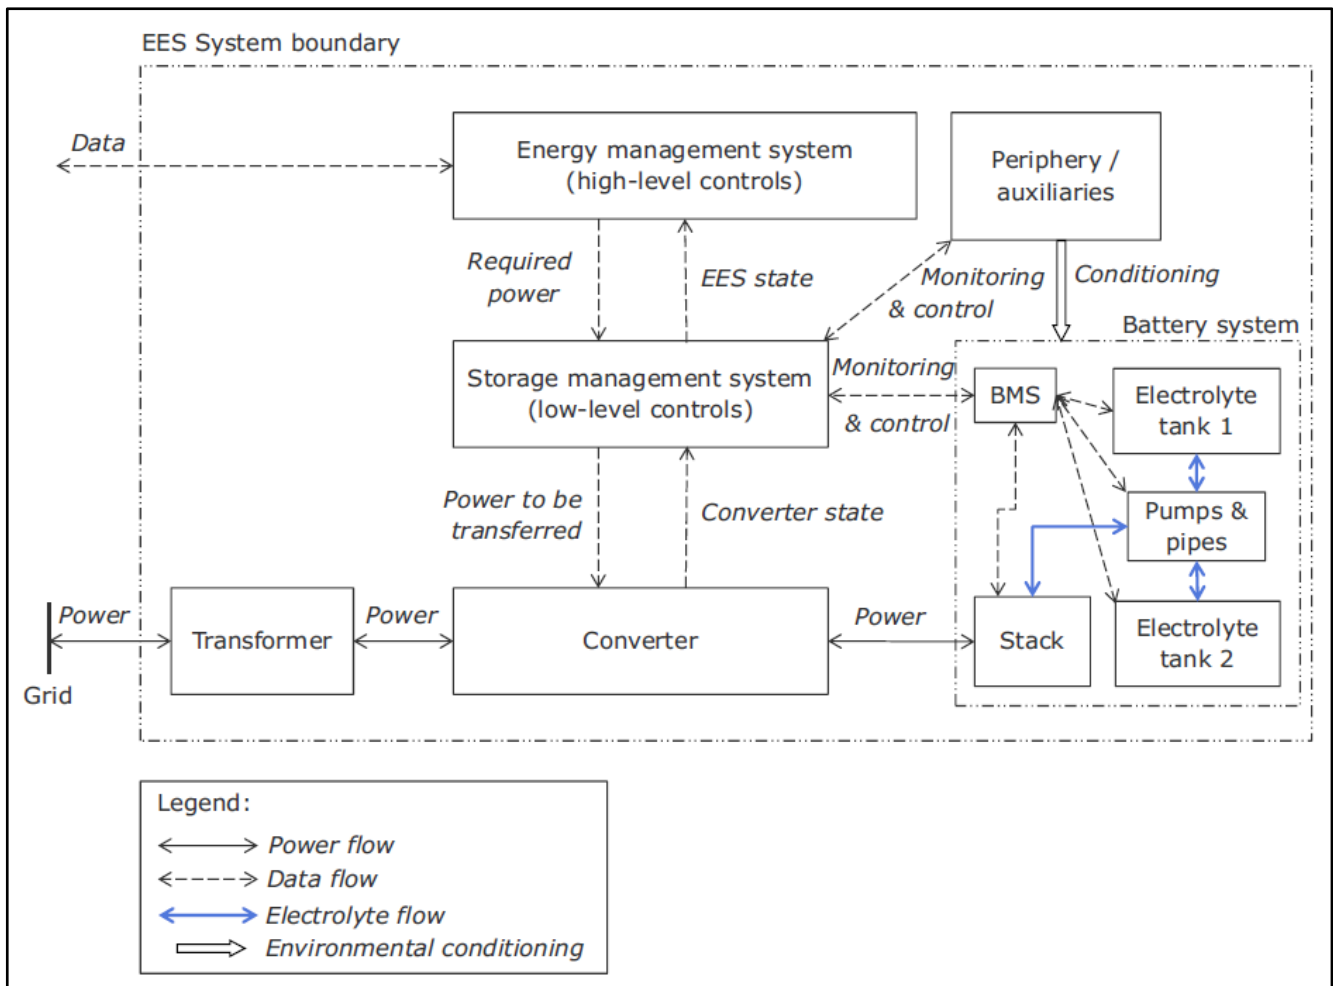 EES System boundary
Data
Energy management system
(high-level controls)
Periphery /
auxiliaries
Required
power
EES state
Monitoring
& control
Conditioning
Battery system
Storage management system
(low-level controls)
Monitoring
& control
BMS
Electrolyte
tank 1
Power to be
transferred
Converter state
Pumps &
pipes
Power
Transformer
Power
Converter
Power
Stack
Electrolyte
tank 2
Grid
Legend:
Power flow
Data flow
Electrolyte flow
Environmental conditioning